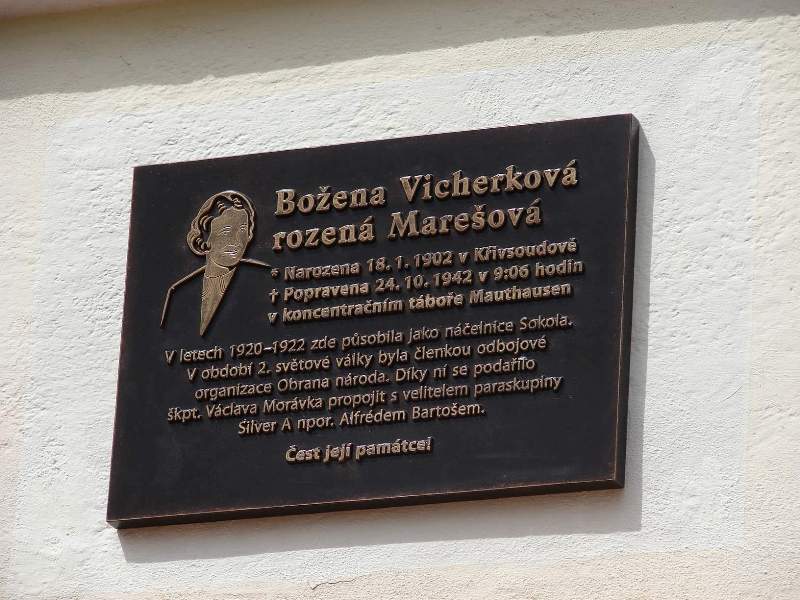 Božena Vicherková
rozená Marešová
* Narozena 18. 1. 1902 v Křivsoudově
† Popravena 24. 10. 1942 v 9:06 hodin
v koncentračním táboře Mauthausen
V letech 1920–1922 zde působila jako náčelnice Sokola.
V období 2. světové války byla členkou odbojové
organizace Obrana národa. Díky ní se podařilo
škpt. Václava Morávka propojit s velitelem paraskupiny
Silver A npor. Alfrédem Bartošem.
Čest její památce!